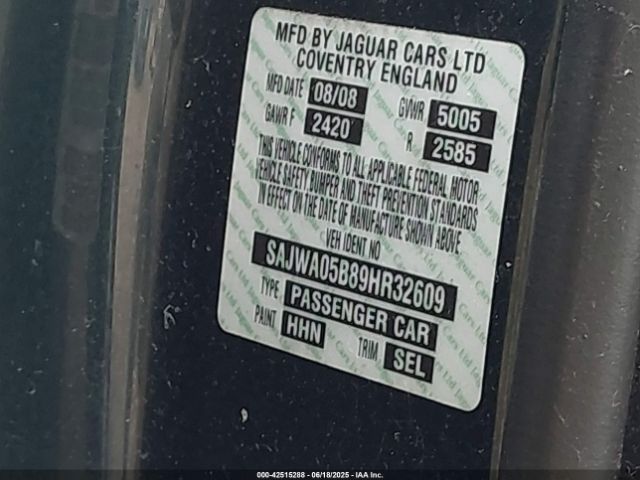 MFD BY JAGUAR CARS LTD
COVENTRY ENGLAND
MFD DATE 08/08 GVWR 5005
GAWR F 2420 R 2585
THIS VEHICLE CONFORMS TO ALL APPLICABLE FEDERAL MOTOR
VEHICLE SAFETY BUMPER AND THEFT PREVENTION STANDARDS
IN EFFECT ON THE DATE OF MANUFACTURE SHOWN ABOVE
VEH IDENT NO
SAJWA05B89HR32609
TYPE PASSENGER CAR
PAINT HHN TRIM SEL
000-42515288 - 06/18/2025 - IAA Inc.